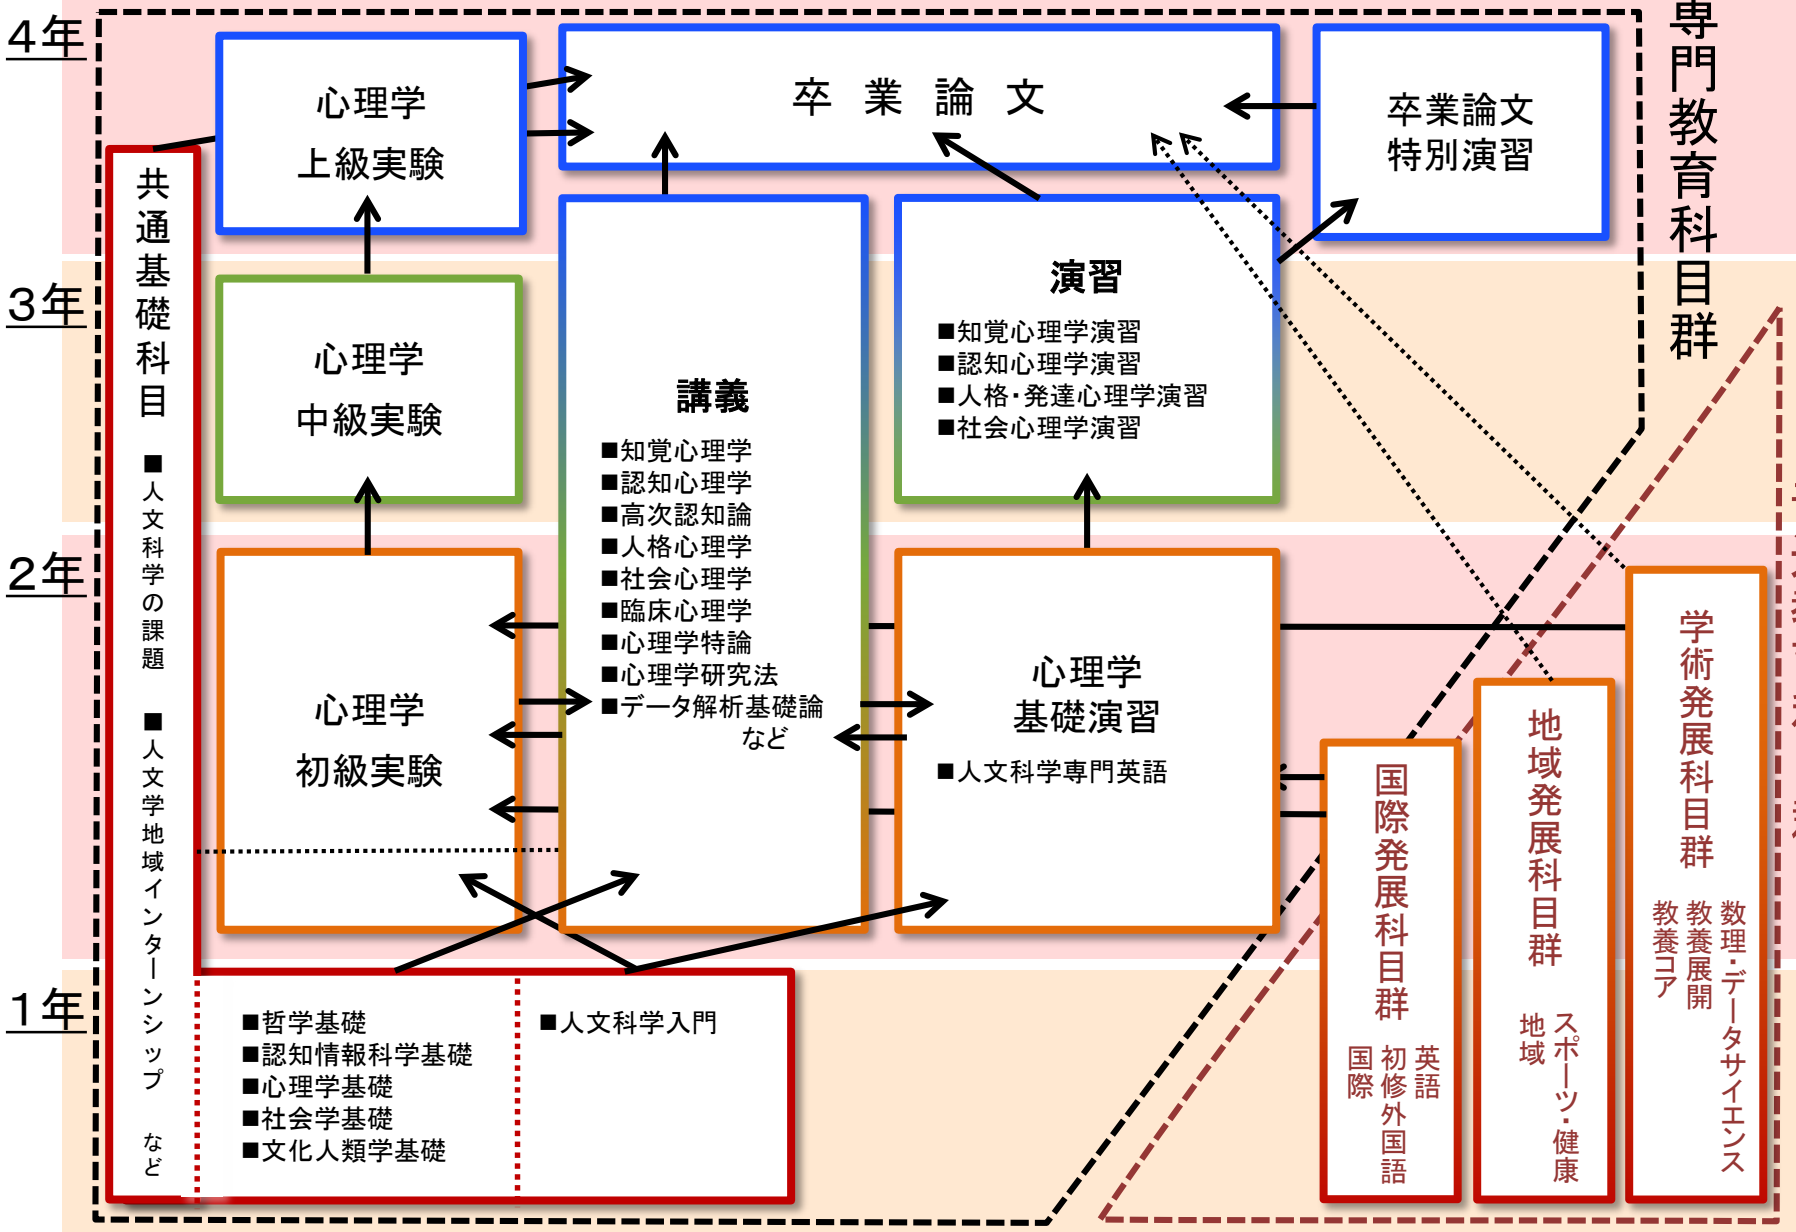 専門教育科目群
4年
心理学
上級実験
卒 業 論 文
卒業論文
特別演習
共通基礎科目
■人文科学の課題
■人文学地域インターンシップ
など
3年
心理学
中級実験
講義
■知覚心理学
■認知心理学
■高次認知論
■人格心理学
■社会心理学
■臨床心理学
■心理学特論
■心理学研究法
■データ解析基礎論
など
演習
■知覚心理学演習
■認知心理学演習
■人格・発達心理学演習
■社会心理学演習
2年
心理学
初級実験
心理学
基礎演習
■人文科学専門英語
1年
■哲学基礎
■認知情報科学基礎
■心理学基礎
■社会学基礎
■文化人類学基礎
■人文科学入門
国際発展科目群
英語
初修外国語
国際
地域発展科目群
スポーツ・健康
地域
学術発展科目群
数理・データサイエンス
教養展開
教養コア